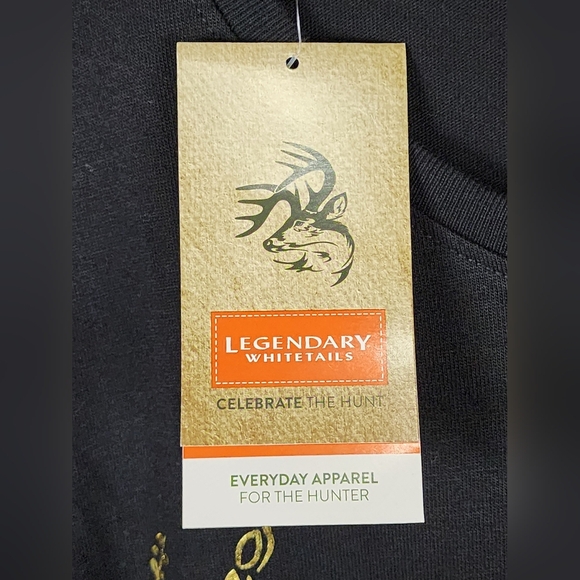 LEGENDARY
WHITETAILS
CELEBRATE THE HUNT
EVERYDAY APPAREL
FOR THE HUNTER